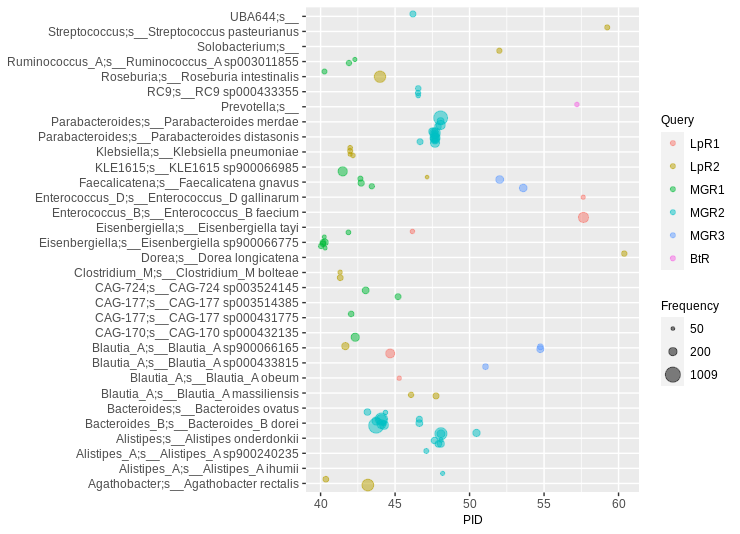 UBA644;s__
Streptococcus;s__Streptococcus pasteurianus
Solobacterium;s__
Ruminococcus_A;s__Ruminococcus_A sp003011855
Roseburia;s__Roseburia intestinalis
RC9;s__RC9 sp000433355
Prevotella;s__
Parabacteroides;s__Parabacteroides merdae
Parabacteroides;s__Parabacteroides distasonis
Klebsiella;s__Klebsiella pneumoniae
KLE1615;s__KLE1615 sp900066985
Faecalicatena;s__Faecalicatena gnavus
Enterococcus_D;s__Enterococcus_D gallinarum
Enterococcus_B;s__Enterococcus_B faecium
Eisenbergiella;s__Eisenbergiella tayi
Eisenbergiella;s__Eisenbergiella sp900066775
Dorea;s__Dorea longicatena
Clostridium_M;s__Clostridium_M bolteae
CAG-724;s__CAG-724 sp003524145
CAG-177;s__CAG-177 sp003514385
CAG-177;s__CAG-177 sp000431775
CAG-170;s__CAG-170 sp000432135
Blautia_A;s__Blautia_A sp900066165
Blautia_A;s__Blautia_A sp000433815
Blautia_A;s__Blautia_A obeum
Blautia_A;s__Blautia_A massiliensis
Bacteroides;s__Bacteroides ovatus
Bacteroides_B;s__Bacteroides_B dorei
Alistipes;s__Alistipes onderdonkii
Alistipes_A;s__Alistipes_A sp900240235
Alistipes_A;s__Alistipes_A ihumii
Agathobacter;s__Agathobacter rectalis
40 45 50 55 60
PID
Query
LpR1
LpR2
MGR1
MGR2
MGR3
BtR
Frequency
50
200
1009